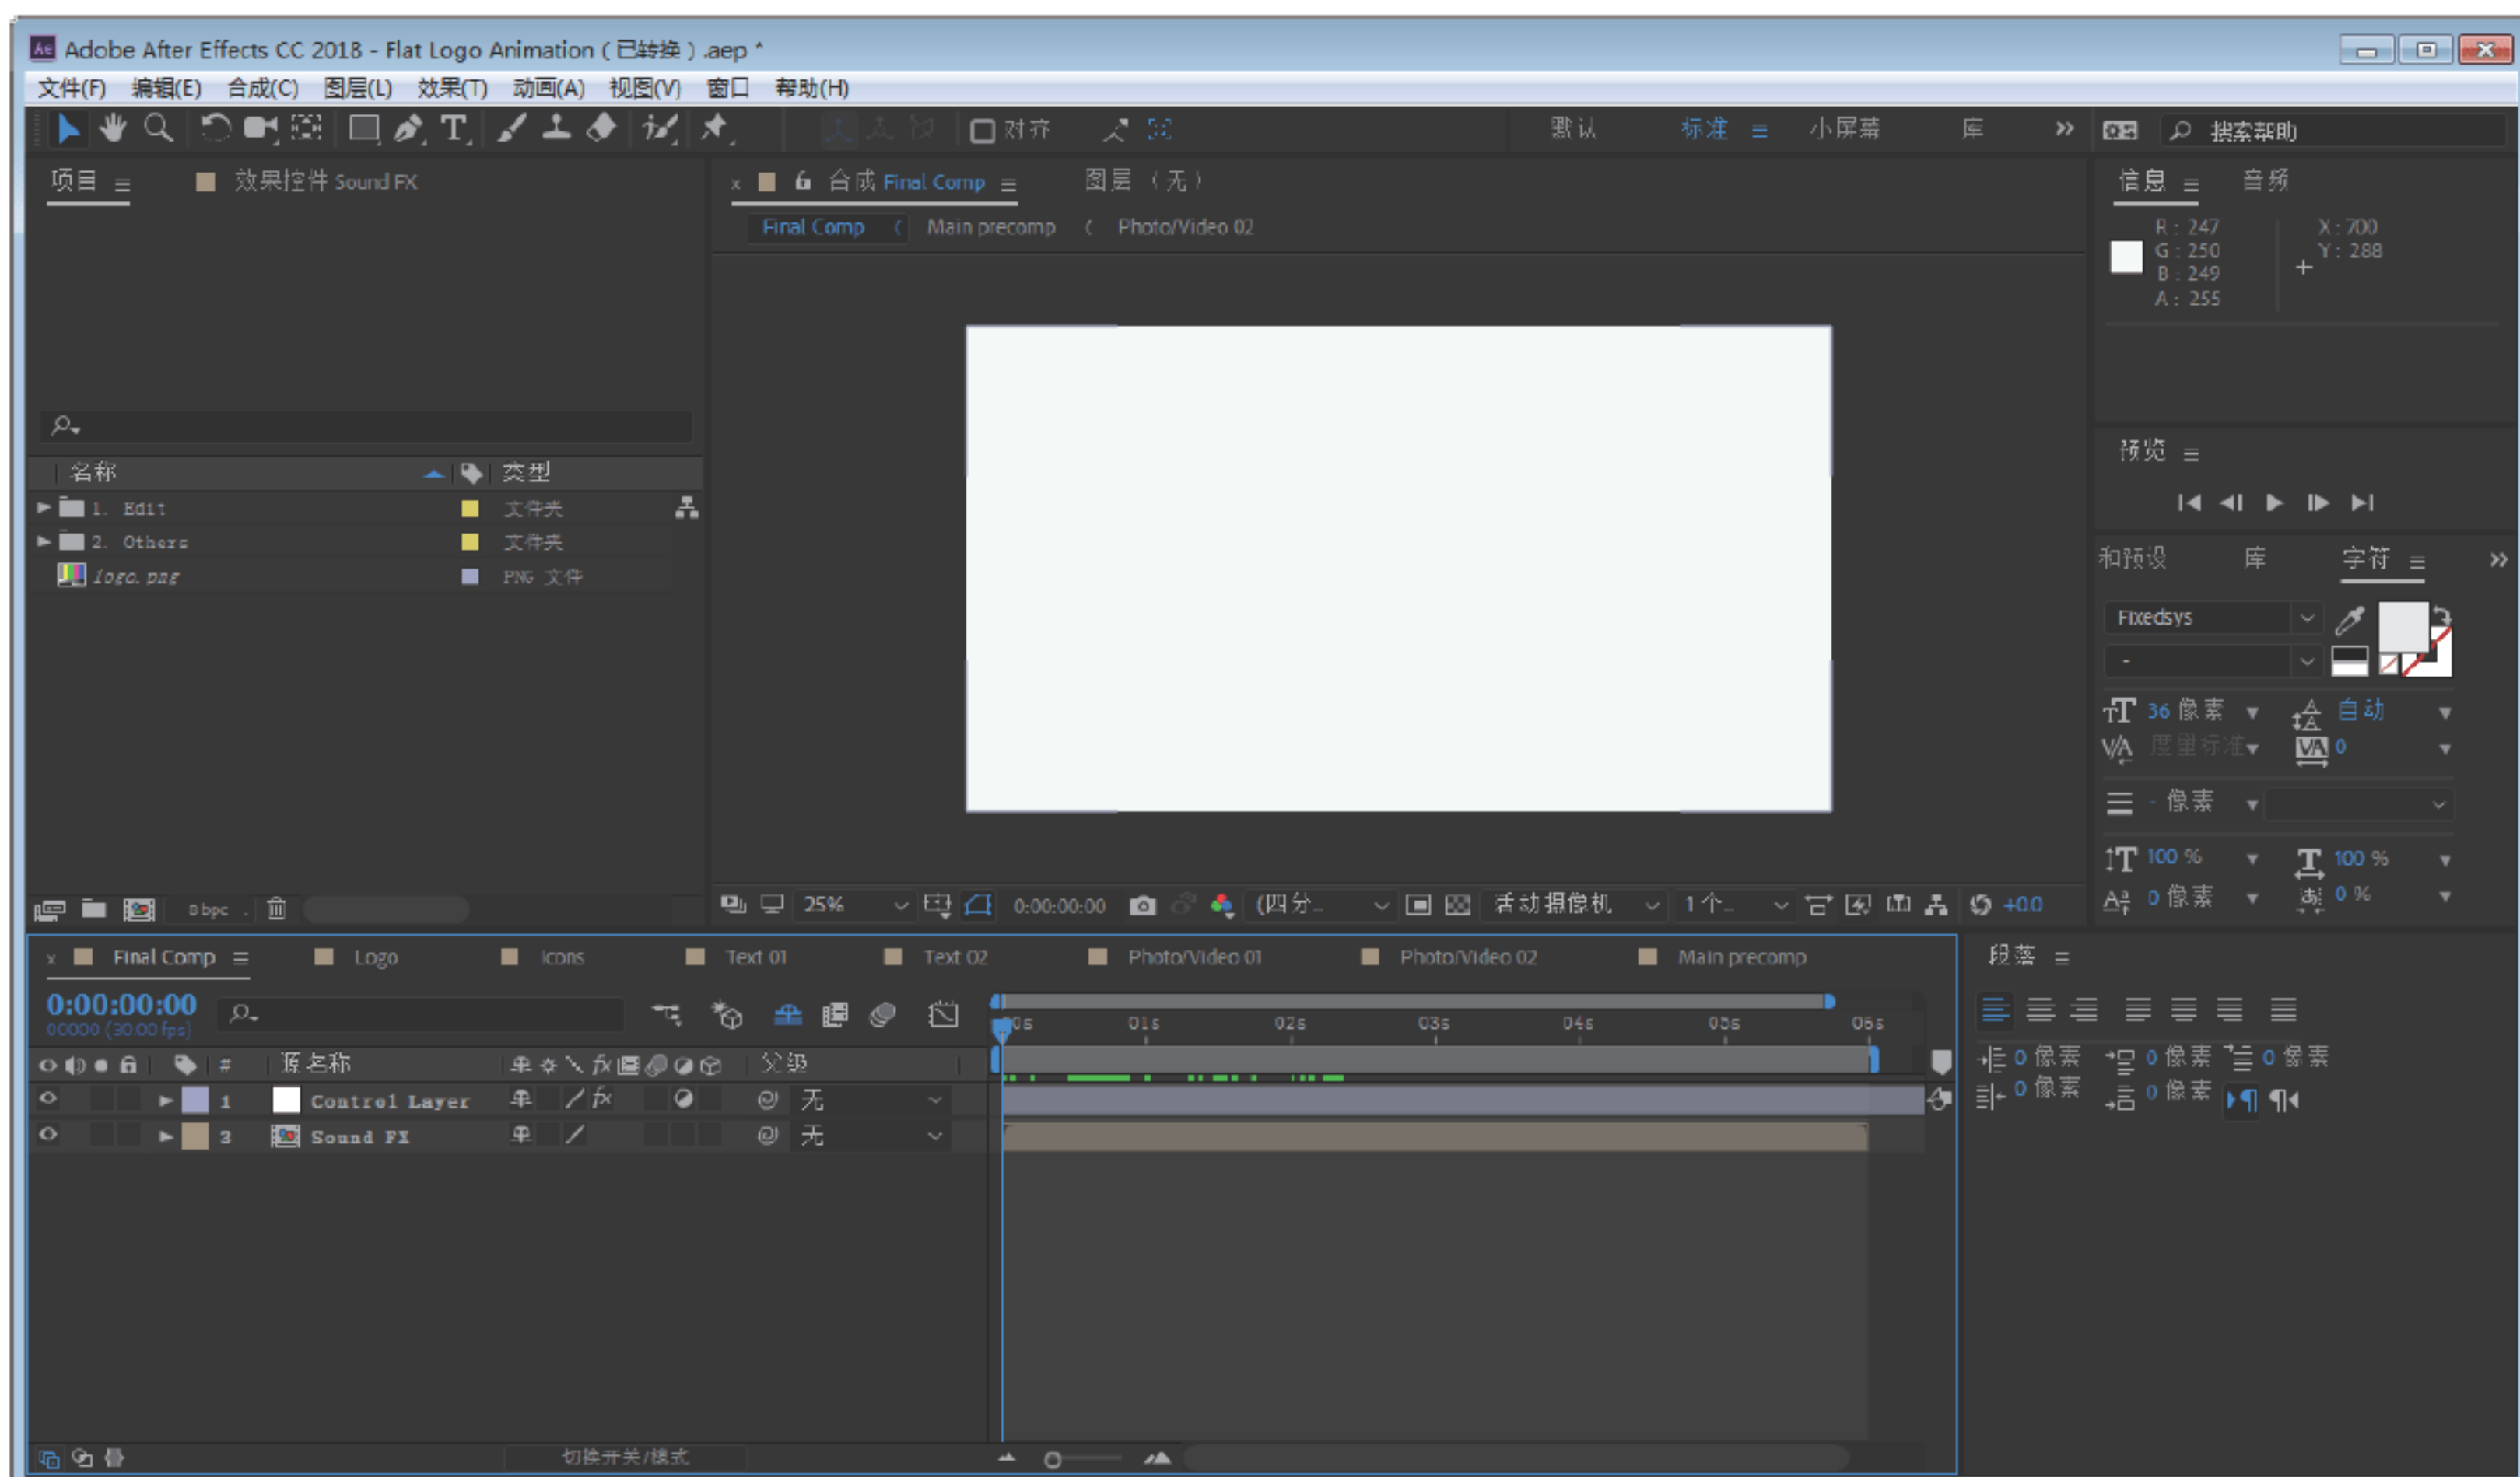 Ae Adobe After Effects CC 2018 - Flat Logo Animation (已转换).aep *
文件(F) 编辑(E) 合成(C) 图层(L) 效果(T) 动画(A) 视图(V) 窗口 帮助(H)
对齐 默认 标准 小屏幕 库 搜索帮助
项目 效果控件 Sound FX
合成 Final Comp 图层 (无)
Final Comp Main precomp Photo/Video 02
信息 音频
R : 247 X : 700
G : 250 Y : 288
B : 249
A : 255
名称 类型
1. Edit 文件夹
2. Others 文件夹
logo.png PNG 文件
8 bpc
25% 0:00:00:00 (四分... 活动摄像机 1 个... +0.0
预览
和预设 库 字符
Fixedsys
-
36 像素 自动
度量标准 0
- 像素
100 % 100 %
0 像素 0 %
Final Comp Logo Icons Text 01 Text 02 Photo/Video 01 Photo/Video 02 Main precomp
0:00:00:00
00000 (30.00 fps)
00s 01s 02s 03s 04s 05s 06s
# 源名称 父级
1 Control Layer 无
3 Sound FX 无
切换开关/模式
段落
0 像素 0 像素 0 像素
0 像素 0 像素